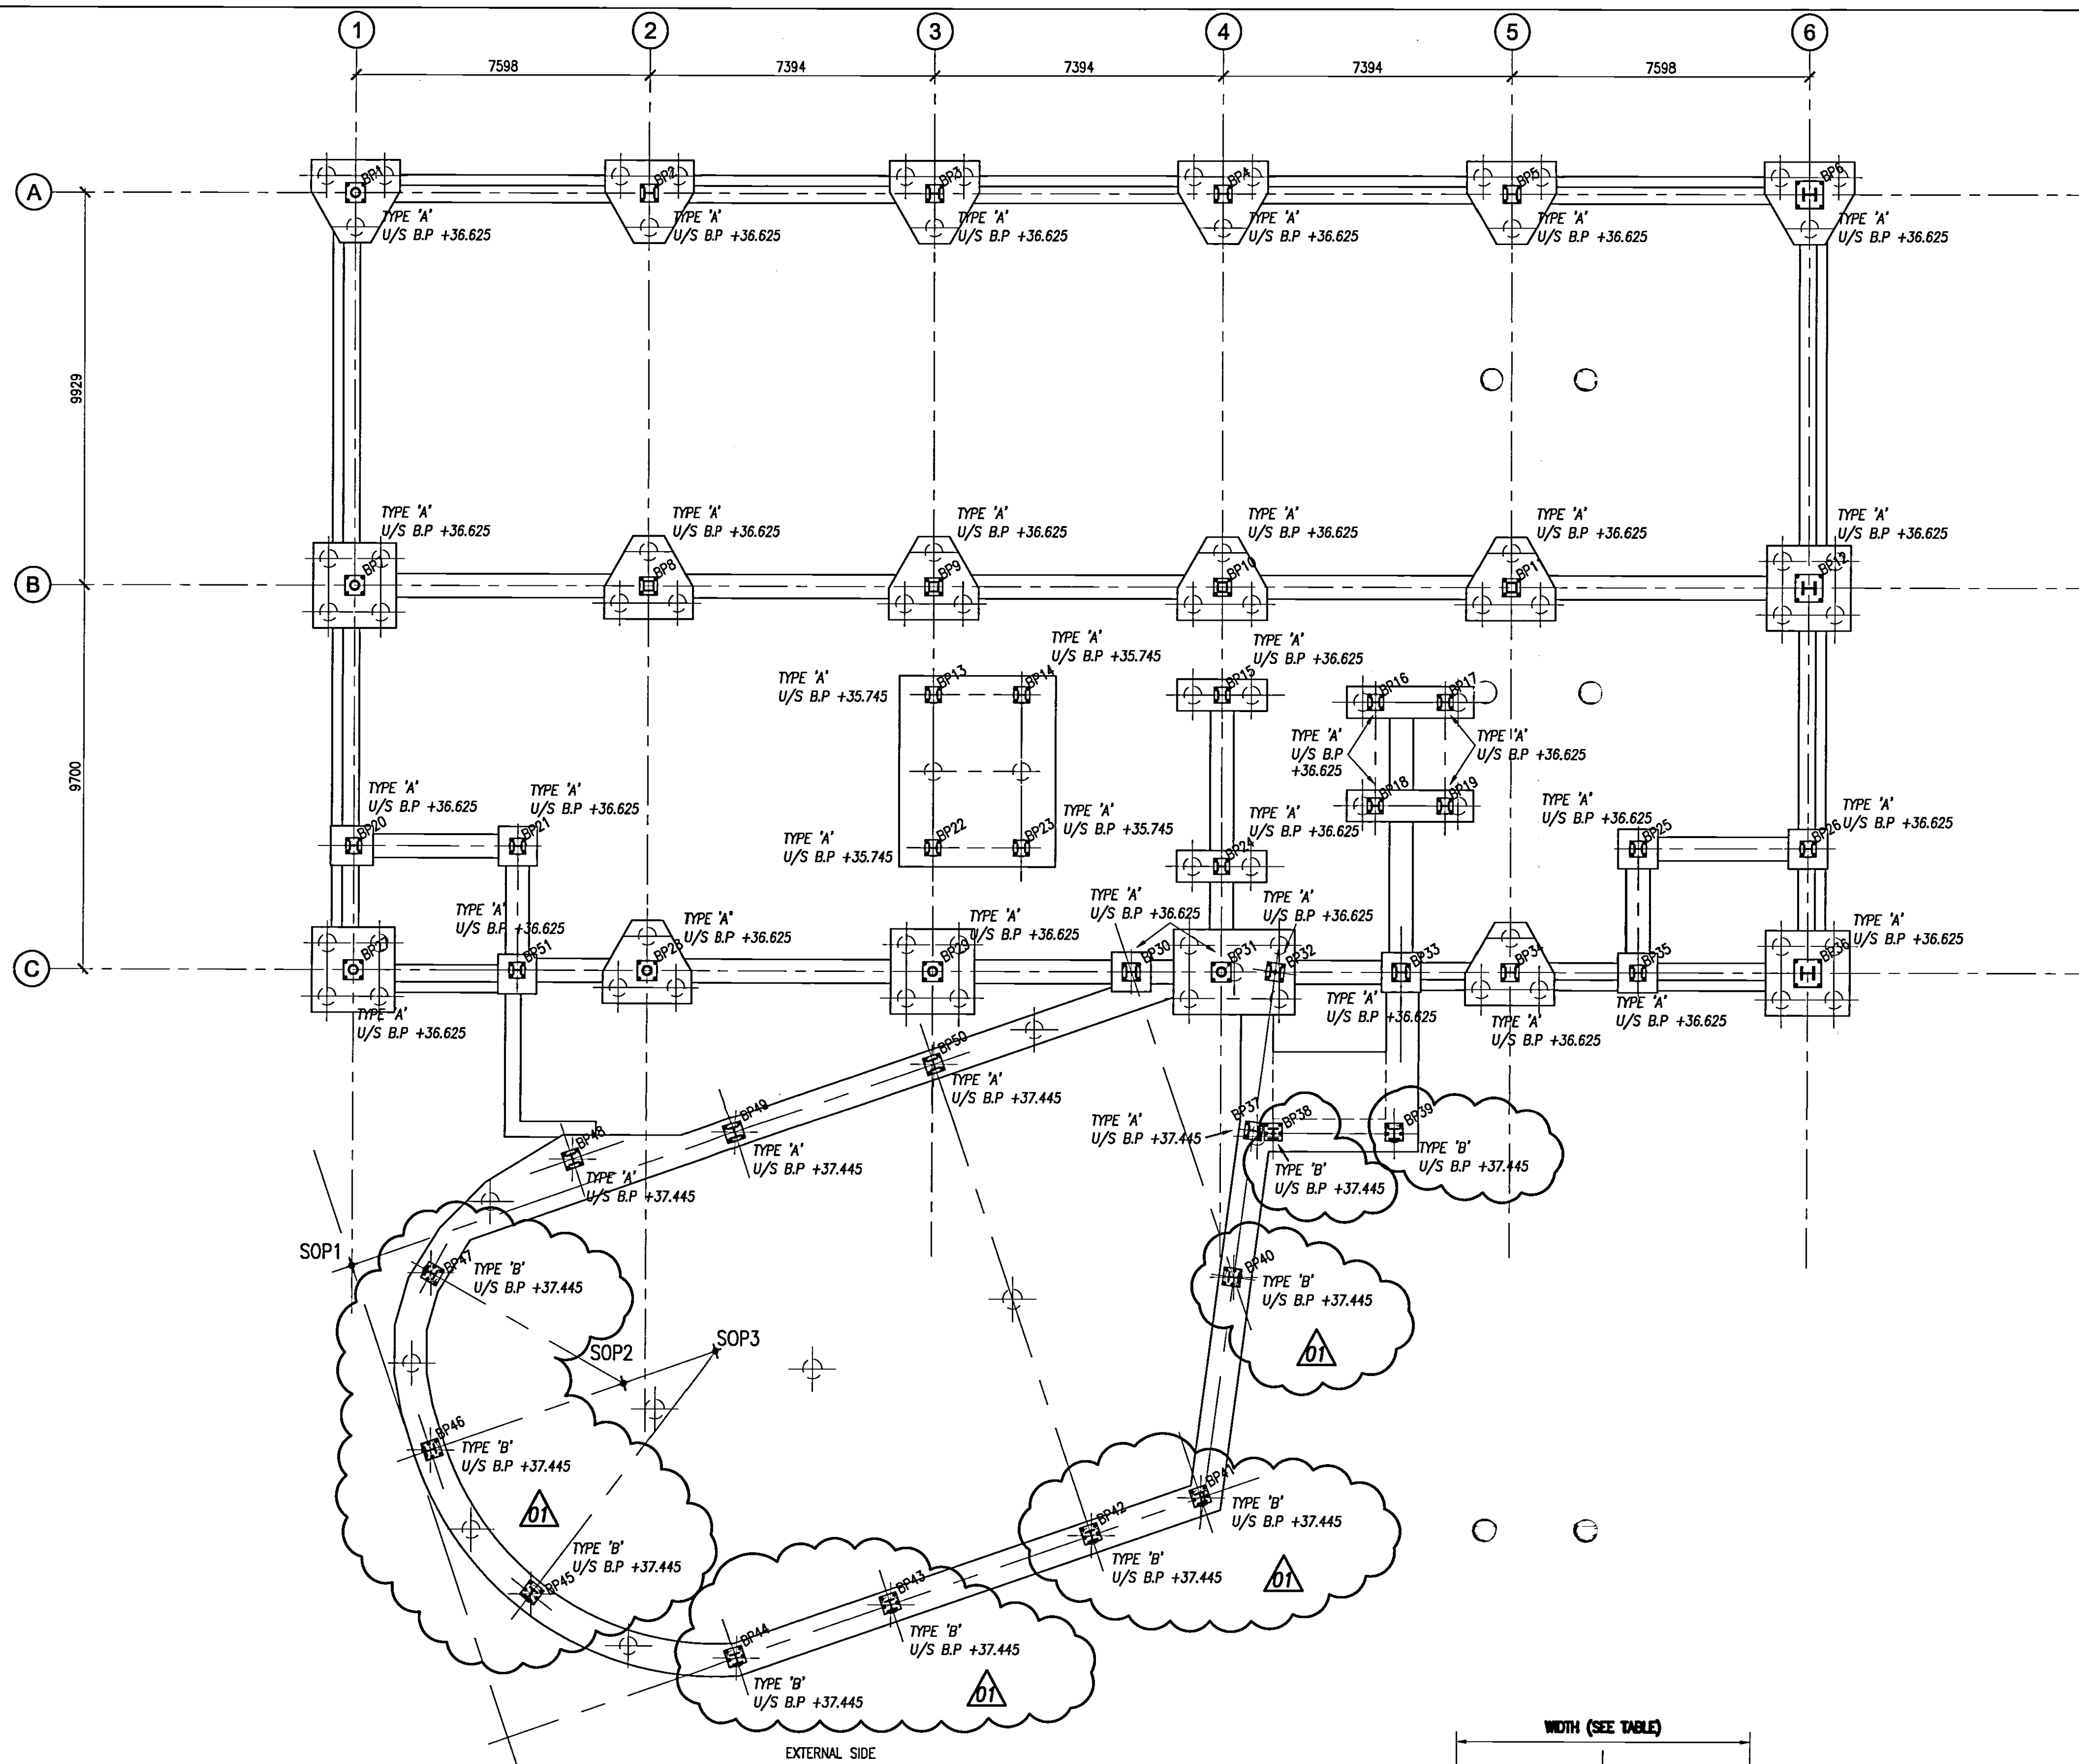 1 2 3 4 5 6
7598 7394 7394 7394 7598
A
BP1 BP2 BP3 BP4 BP5 BP6
TYPE 'A' TYPE 'A' TYPE 'A' TYPE 'A' TYPE 'A' TYPE 'A'
U/S B.P +36.625 U/S B.P +36.625 U/S B.P +36.625 U/S B.P +36.625 U/S B.P +36.625 U/S B.P +36.625
9929
TYPE 'A' TYPE 'A' TYPE 'A' TYPE 'A' TYPE 'A' TYPE 'A'
U/S B.P +36.625 U/S B.P +36.625 U/S B.P +36.625 U/S B.P +36.625 U/S B.P +36.625 U/S B.P +36.625
B
BP8 BP9 BP10 BP11 BP12
TYPE 'A'
U/S B.P +35.745
TYPE 'A'
U/S B.P +36.625
TYPE 'A'
U/S B.P +35.745
BP13 BP14 BP15 BP16 BP17
TYPE 'A'
U/S B.P
+36.625
TYPE 'A'
U/S B.P +36.625
9700
TYPE 'A'
U/S B.P +36.625
TYPE 'A'
U/S B.P +36.625
BP18 BP19
TYPE 'A'
U/S B.P +35.745
TYPE 'A'
U/S B.P +36.625
TYPE 'A'
U/S B.P +36.625
TYPE 'A'
U/S B.P +36.625
BP20 BP21
TYPE 'A'
U/S B.P +35.745
BP22 BP23 BP24 BP25 BP26
TYPE 'A'
U/S B.P +36.625
TYPE 'A'
U/S B.P +36.625
TYPE 'A'
U/S B.P +36.625
TYPE 'A'
U/S B.P +36.625
TYPE 'A'
U/S B.P +36.625
TYPE 'A'
U/S B.P +36.625
C
BP27 BP51 BP28 BP29 BP30 BP31 BP32 BP33 BP34 BP35 BP36
TYPE 'A'
U/S B.P +36.625
TYPE 'A'
U/S B.P +36.625
TYPE 'A'
U/S B.P +36.625
TYPE 'A'
U/S B.P +36.625
BP50
TYPE 'A'
U/S B.P +37.445
BP49
TYPE 'A'
U/S B.P +37.445
BP48
TYPE 'A'
U/S B.P +37.445
BP37 BP38 BP39
TYPE 'A'
U/S B.P +37.445
TYPE 'B'
U/S B.P +37.445
TYPE 'B'
U/S B.P +37.445
SOP1
BP47
TYPE 'B'
U/S B.P +37.445
BP40
TYPE 'B'
U/S B.P +37.445
01
SOP2 SOP3
BP46
TYPE 'B'
U/S B.P +37.445
01
BP41
TYPE 'B'
U/S B.P +37.445
BP42
TYPE 'B'
U/S B.P +37.445
01
TYPE 'B'
U/S B.P +37.445
BP45
BP43
TYPE 'B'
U/S B.P +37.445
BP44
TYPE 'B'
U/S B.P +37.445
01
EXTERNAL SIDE
WIDTH (SEE TABLE)